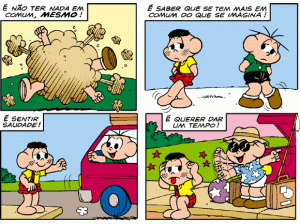 É NÃO TER NADA EM
COMUM, MESMO!
É SABER QUE SE TEM MAIS EM
COMUM DO QUE SE IMAGINA!
É SENTIR
SAUDADE!
É QUERER DAR
UM TEMPO!